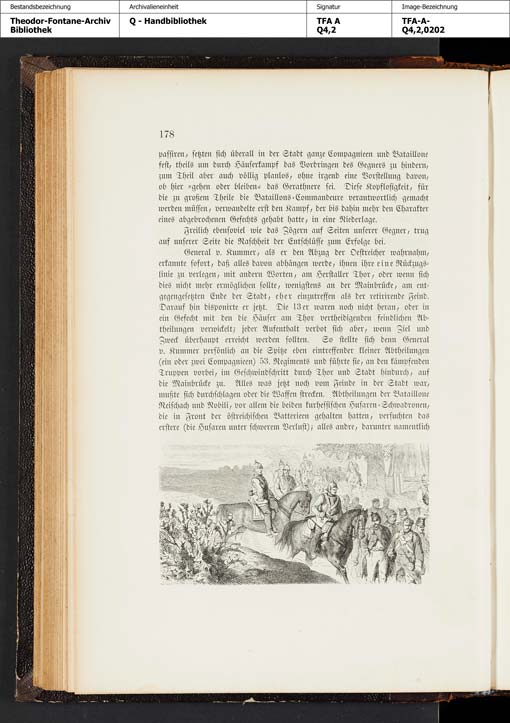 Bestandsbezeichnung
Archivalieneinheit
Signatur
Image-Bezeichnung
Theodor-Fontane-Archiv
Bibliothek
Q - Handbibliothek
TFA A
Q4,2
TFA-A-
Q4,2,0202
178
passiren, setzten sich überall in der Stadt ganze Compagnieen und Bataillone
fest, theils um durch Häuserkampf das Vordringen des Gegners zu hindern,
zum Theil aber auch völlig planlos, ohne irgend eine Vorstellung davon,
ob hier »gehen oder bleiben« das Gerathnere sei. Diese Kopflosigkeit, für
die zu großem Theile die Bataillons-Commandeure verantwortlich gemacht
werden müssen, verwandelte erst den Kampf, der bis dahin mehr den Charakter
eines abgebrochenen Gefechts gehabt hatte, in eine Niederlage.
Freilich ebensoviel wie das Zögern auf Seiten unserer Gegner, trug
auf unserer Seite die Raschheit der Entschlüsse zum Erfolge bei.
General v. Kummer, als er den Abzug der Oestreicher wahrnahm,
erkannte sofort, daß alles davon abhängen werde, ihnen ihre eine Rückzugs-
linie zu verlegen, mit andern Worten, am Herstaller Thor, oder wenn sich
dies nicht mehr ermöglichen sollte, wenigstens an der Mainbrücke, am ent-
gegengesetzten Ende der Stadt, eher einzutreffen als der retirirende Feind.
Darauf hin disponirte er jetzt. Die 13er waren noch nicht heran, oder in
ein Gefecht mit den die Häuser am Thor vertheidigenden feindlichen Ab-
theilungen verwickelt; jeder Aufenthalt verbot sich aber, wenn Ziel und
Zweck überhaupt erreicht werden sollten. So stellte sich denn General
v. Kummer persönlich an die Spitze eben eintreffender kleiner Abtheilungen
(ein oder zwei Compagnieen) 53. Regiments und führte sie, an den kämpfenden
Truppen vorbei, im Geschwindschritt durch Thor und Stadt hindurch, auf
die Mainbrücke zu. Alles was jetzt noch vom Feinde in der Stadt war,
mußte sich durchschlagen oder die Waffen strecken. Abtheilungen der Bataillone
Reischach und Nobili, vor allem die beiden kurhessischen Husaren-Schwadronen,
die in Front der östreichischen Batterieen gehalten hatten, versuchten das
erstere (die Husaren unter schwerem Verlust); alles andre, darunter namentlich